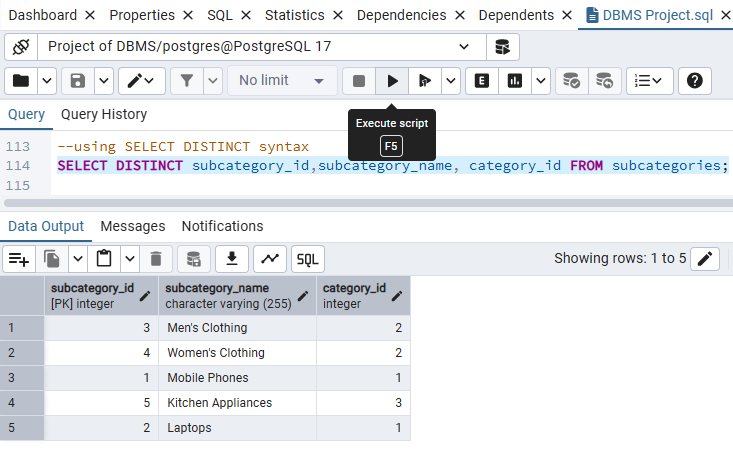 Dashboard Properties SQL Statistics Dependencies Dependents DBMS Project.sql
Project of DBMS/postgres@PostgreSQL 17
No limit E
Query Query History
Execute script
F5
113 --using SELECT DISTINCT syntax
114 SELECT DISTINCT subcategory_id,subcategory_name, category_id FROM subcategories;
115
Data Output Messages Notifications
SQL Showing rows: 1 to 5
subcategory_id subcategory_name category_id
[PK] integer character varying (255) integer
1 3 Men's Clothing 2
2 4 Women's Clothing 2
3 1 Mobile Phones 1
4 5 Kitchen Appliances 3
5 2 Laptops 1